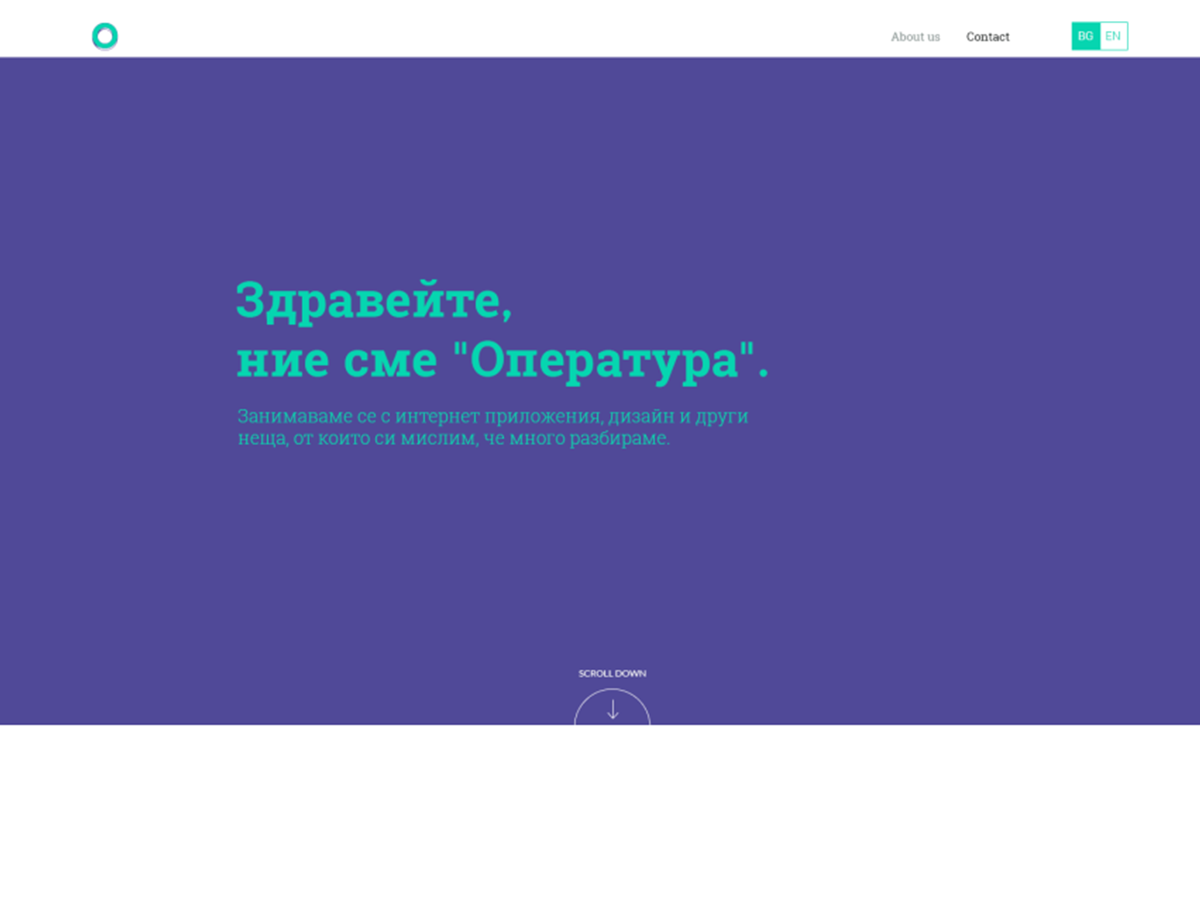 About us
Contact
BG EN
Здравейте,
ние сме "Опература".
Занимаваме се с интернет приложения, дизайн и други
неща, от които си мислим, че много разбираме.
SCROLL DOWN